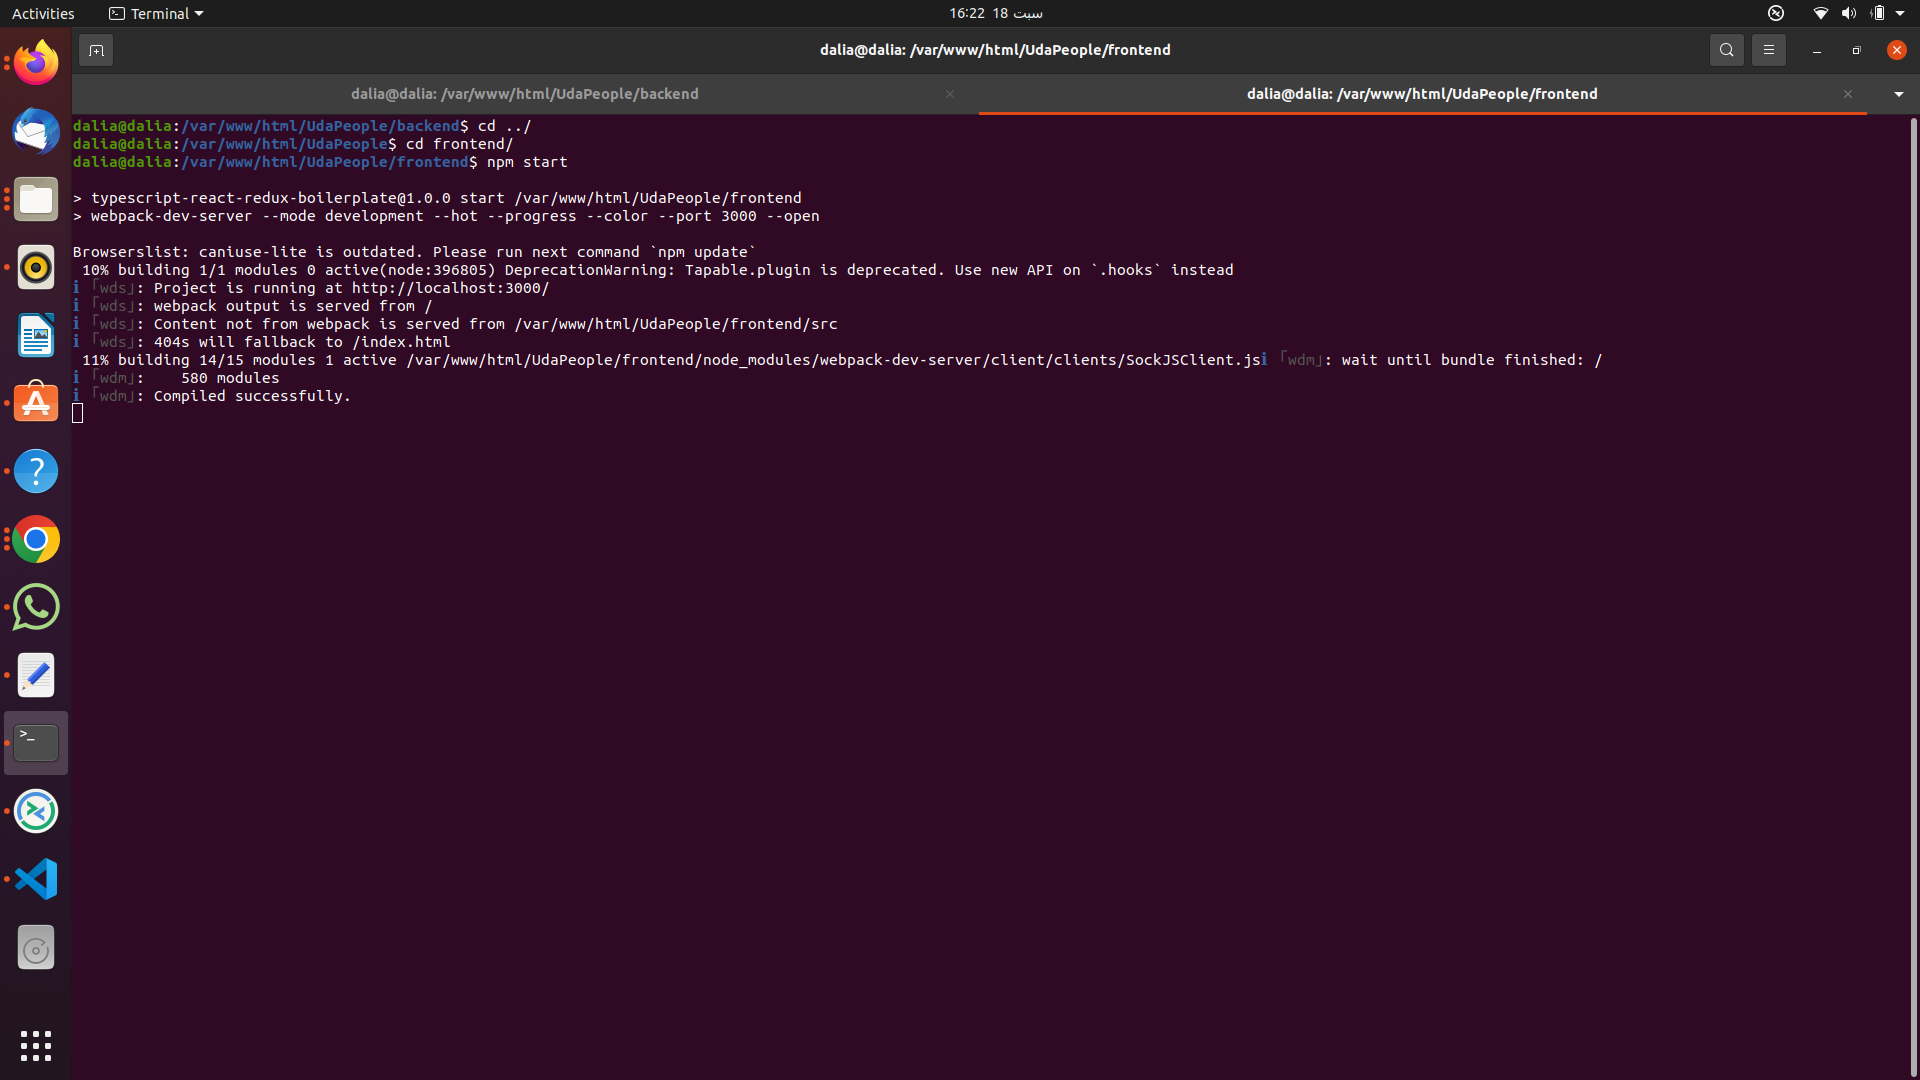 Activities
Terminal
16:22 18 سبت
dalia@dalia: /var/www/html/UdaPeople/frontend
dalia@dalia: /var/www/html/UdaPeople/backend
dalia@dalia: /var/www/html/UdaPeople/frontend
dalia@dalia:/var/www/html/UdaPeople/backend$ cd ../
dalia@dalia:/var/www/html/UdaPeople$ cd frontend/
dalia@dalia:/var/www/html/UdaPeople/frontend$ npm start
> typescript-react-redux-boilerplate@1.0.0 start /var/www/html/UdaPeople/frontend
> webpack-dev-server --mode development --hot --progress --color --port 3000 --open
Browserslist: caniuse-lite is outdated. Please run next command `npm update`
10% building 1/1 modules 0 active(node:396805) DeprecationWarning: Tapable.plugin is deprecated. Use new API on `.hooks` instead
ℹ ｢wds｣: Project is running at http://localhost:3000/
ℹ ｢wds｣: webpack output is served from /
ℹ ｢wds｣: Content not from webpack is served from /var/www/html/UdaPeople/frontend/src
ℹ ｢wds｣: 404s will fallback to /index.html
11% building 14/15 modules 1 active /var/www/html/UdaPeople/frontend/node_modules/webpack-dev-server/client/clients/SockJSClient.jsℹ ｢wdm｣: wait until bundle finished: /
ℹ ｢wdm｣:    580 modules
ℹ ｢wdm｣: Compiled successfully.